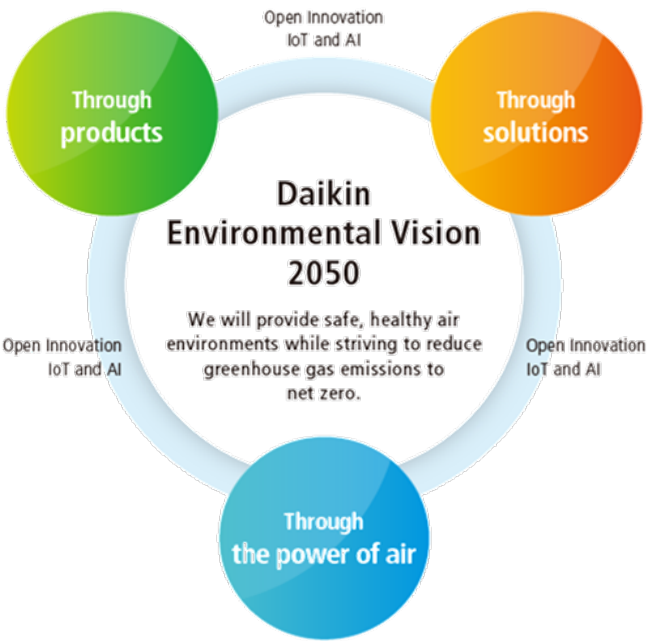 Open Innovation
IoT and AI
Through
products
Through
solutions
Daikin
Environmental Vision
2050
We will provide safe, healthy air
environments while striving to reduce
greenhouse gas emissions to
net zero.
Open Innovation
IoT and AI
Open Innovation
IoT and AI
Through
the power of air